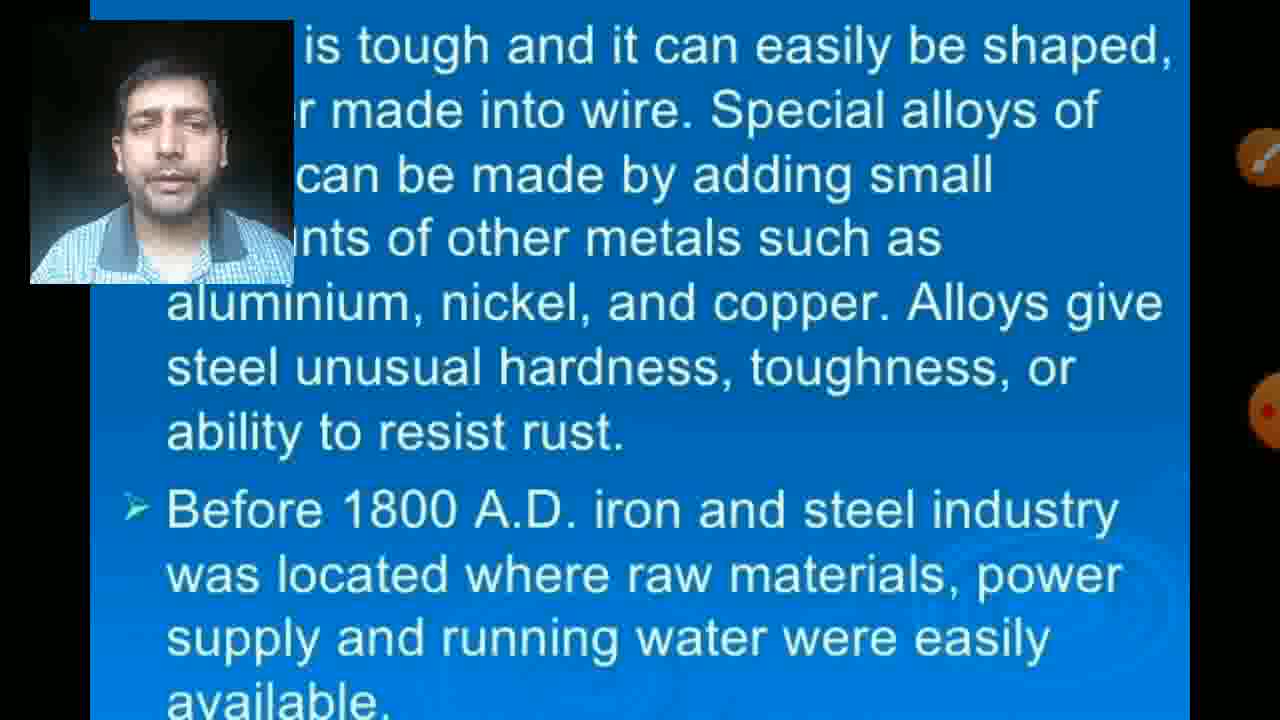 is tough and it can easily be shaped,
made into wire. Special alloys of
can be made by adding small
of other metals such as
aluminium, nickel, and copper. Alloys give
steel unusual hardness, toughness, or
ability to resist rust.
➢ Before 1800 A.D. iron and steel industry
was located where raw materials, power
supply and running water were easily
available.